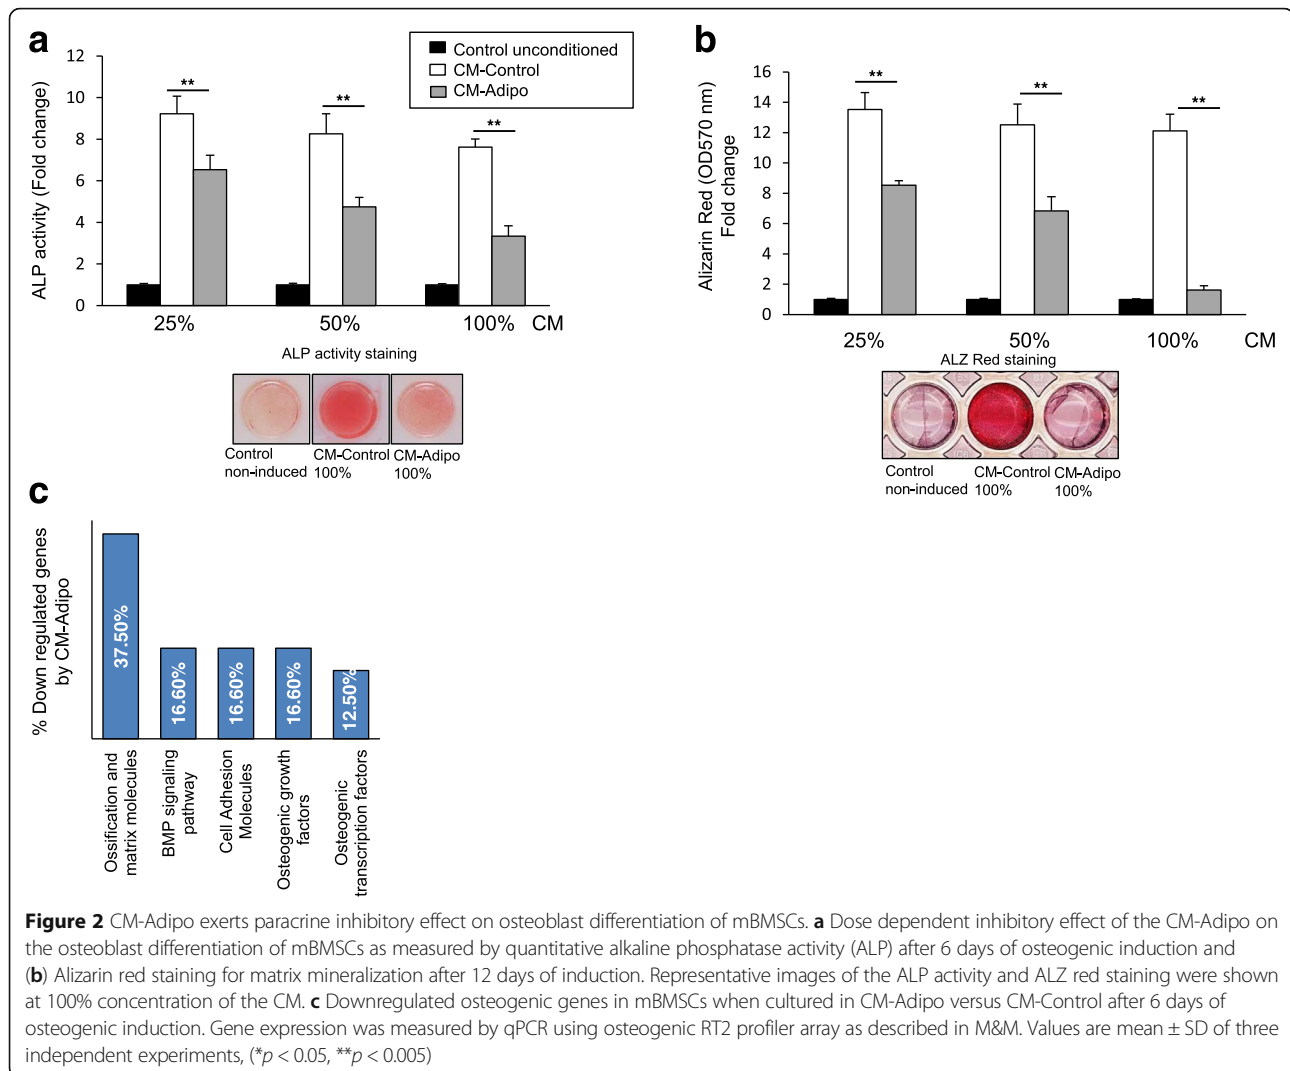 a
ALP activity (Fold change)
12
10
8
6
4
2
0
**
**
**
25%
50%
100%
CM
Control unconditioned
CM-Control
CM-Adipo
ALP activity staining
Control
non-induced
CM-Control
100%
CM-Adipo
100%
b
Alizarin Red (OD570 nm)
Fold change
16
14
12
10
8
6
4
2
0
**
**
**
25%
50%
100%
CM
ALZ Red staining
Control
non-induced
CM-Control
100%
CM-Adipo
100%
c
% Down regulated genes
by CM-Adipo
37.50%
16.60%
16.60%
16.60%
12.50%
Ossification and
matrix molecules
BMP signaling
pathway
Cell Adhesion
Molecules
Osteogenic growth
factors
Osteogenic
transcription factors
Figure 2 CM-Adipo exerts paracrine inhibitory effect on osteoblast differentiation of mBMSCs. a Dose dependent inhibitory effect of the CM-Adipo on
the osteoblast differentiation of mBMSCs as measured by quantitative alkaline phosphatase activity (ALP) after 6 days of osteogenic induction and
(b) Alizarin red staining for matrix mineralization after 12 days of induction. Representative images of the ALP activity and ALZ red staining were shown
at 100% concentration of the CM. c Downregulated osteogenic genes in mBMSCs when cultured in CM-Adipo versus CM-Control after 6 days of
osteogenic induction. Gene expression was measured by qPCR using osteogenic RT2 profiler array as described in M&M. Values are mean ± SD of three
independent experiments, (*p < 0.05, **p < 0.005)